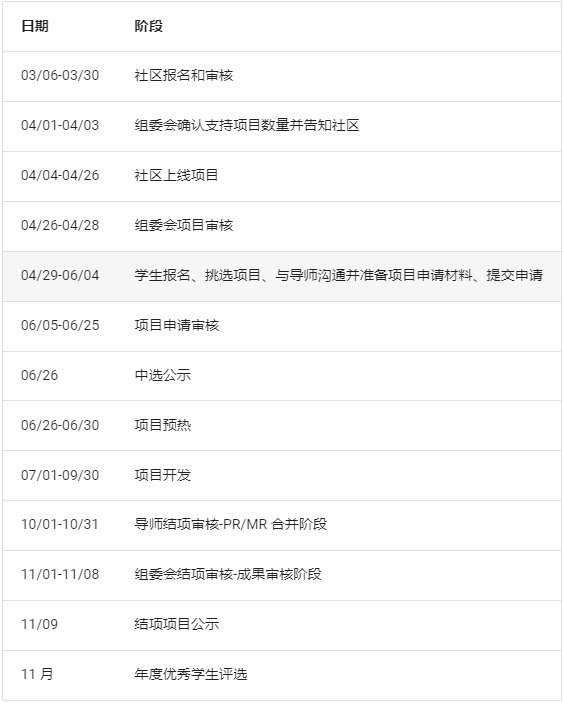 日期 阶段
03/06-03/30 社区报名和审核
04/01-04/03 组委会确认支持项目数量并告知社区
04/04-04/26 社区上线项目
04/26-04/28 组委会项目审核
04/29-06/04 学生报名、挑选项目、与导师沟通并准备项目申请材料、提交申请
06/05-06/25 项目申请审核
06/26 中选公示
06/26-06/30 项目预热
07/01-09/30 项目开发
10/01-10/31 导师结项审核-PR/MR 合并阶段
11/01-11/08 组委会结项审核-成果审核阶段
11/09 结项项目公示
11 月 年度优秀学生评选